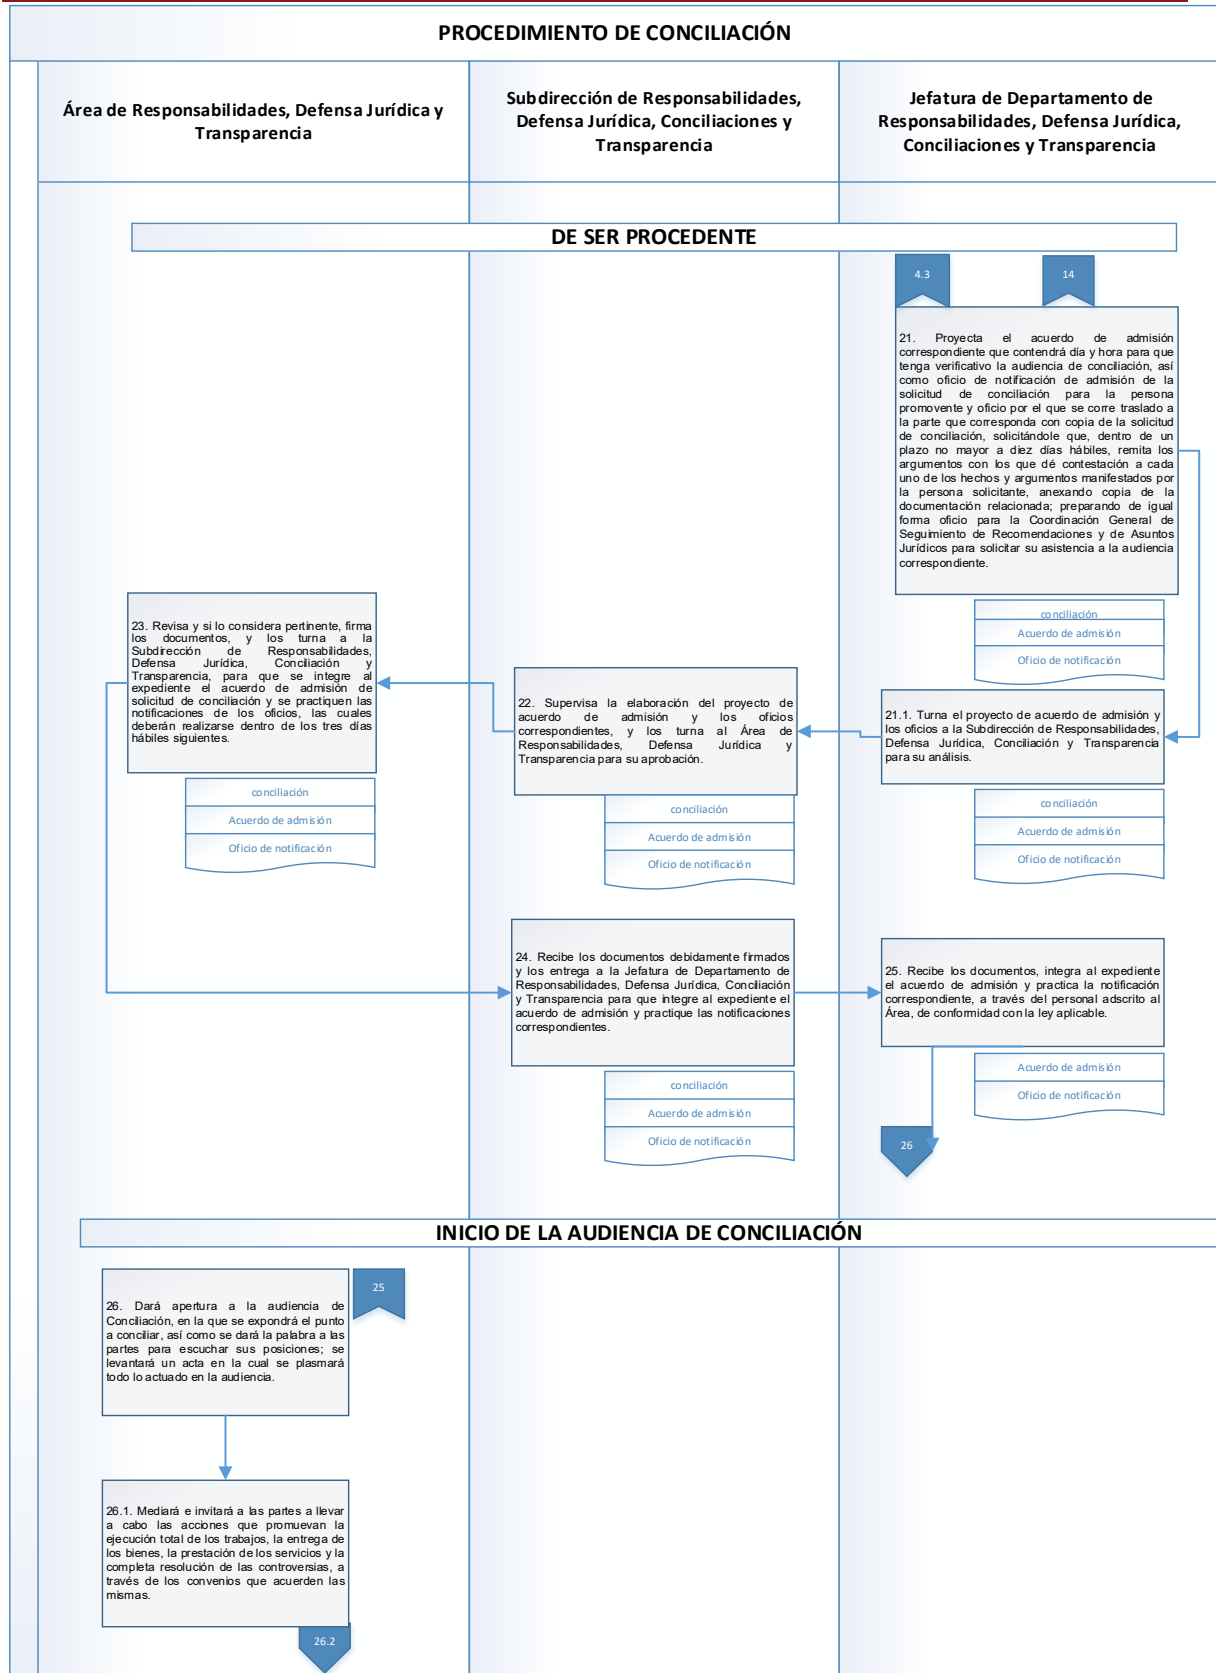 PROCEDIMIENTO DE CONCILIACIÓN
Área de Responsabilidades, Defensa Jurídica y
Transparencia
Subdirección de Responsabilidades,
Defensa Jurídica, Conciliaciones y
Transparencia
Jefatura de Departamento de
Responsabilidades, Defensa Jurídica,
Conciliaciones y Transparencia
DE SER PROCEDENTE
4.3
14
21. Proyecta el acuerdo de admisión
correspondiente que contendrá día y hora para que
tenga verificativo la audiencia de conciliación, así
como oficio de notificación de admisión de la
solicitud de conciliación para la persona
promovente y oficio por el que se corre traslado a
la parte que corresponda con copia de la solicitud
de conciliación, solicitándole que, dentro de un
plazo no mayor a diez días hábiles, remita los
argumentos con los que dé contestación a cada
uno de los hechos y argumentos manifestados por
la persona solicitante, anexando copia de la
documentación relacionada; preparando de igual
forma oficio para la Coordinación General de
Seguimiento de Recomendaciones y de Asuntos
Jurídicos para solicitar su asistencia a la audiencia
correspondiente.
conciliación
Acuerdo de admisión
Oficio de notificación
21.1. Turna el proyecto de acuerdo de admisión y
los oficios a la Subdirección de Responsabilidades,
Defensa Jurídica, Conciliación y Transparencia
para su análisis.
conciliación
Acuerdo de admisión
Oficio de notificación
22. Supervisa la elaboración del proyecto de
acuerdo de admisión y los oficios
correspondientes, y los turna al Área de
Responsabilidades, Defensa Jurídica y
Transparencia para su aprobación.
conciliación
Acuerdo de admisión
Oficio de notificación
23. Revisa y si lo considera pertinente, firma
los documentos, y los turna a la
Subdirección de Responsabilidades,
Defensa Jurídica, Conciliación y
Transparencia, para que se integre al
expediente el acuerdo de admisión de
solicitud de conciliación y se practiquen las
notificaciones de los oficios, las cuales
deberán realizarse dentro de los tres días
hábiles siguientes.
conciliación
Acuerdo de admisión
Oficio de notificación
24. Recibe los documentos debidamente firmados
y los entrega a la Jefatura de Departamento de
Responsabilidades, Defensa Jurídica, Conciliación
y Transparencia para que integre al expediente el
acuerdo de admisión y practique las notificaciones
correspondientes.
conciliación
Acuerdo de admisión
Oficio de notificación
25. Recibe los documentos, integra al expediente
el acuerdo de admisión y practica la notificación
correspondiente, a través del personal adscrito al
Área, de conformidad con la ley aplicable.
Acuerdo de admisión
Oficio de notificación
26
INICIO DE LA AUDIENCIA DE CONCILIACIÓN
25
26. Dará apertura a la audiencia de
Conciliación, en la que se expondrá el punto
a conciliar, así como se dará la palabra a las
partes para escuchar sus posiciones; se
levantará un acta en la cual se plasmará
todo lo actuado en la audiencia.
26.1. Mediará e invitará a las partes a llevar
a cabo las acciones que promuevan la
ejecución total de los trabajos, la entrega de
los bienes, la prestación de los servicios y la
completa resolución de las controversias, a
través de los convenios que acuerden las
mismas.
26.2